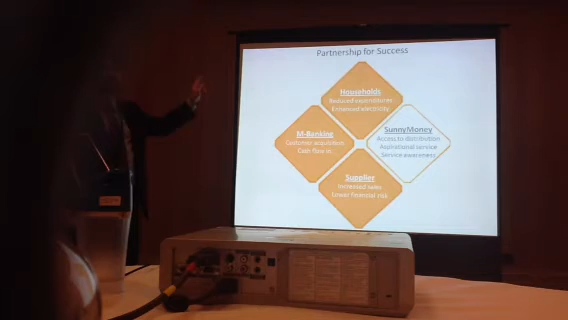 Partnership for Success
Households
Reduced expenditures
Enhanced electricity
M-Banking
Customer acquisition
Cash flow in
SunnyMoney
Access to distribution
Aspirational service
Service awareness
Supplier
Increased sales
Lower financial risk